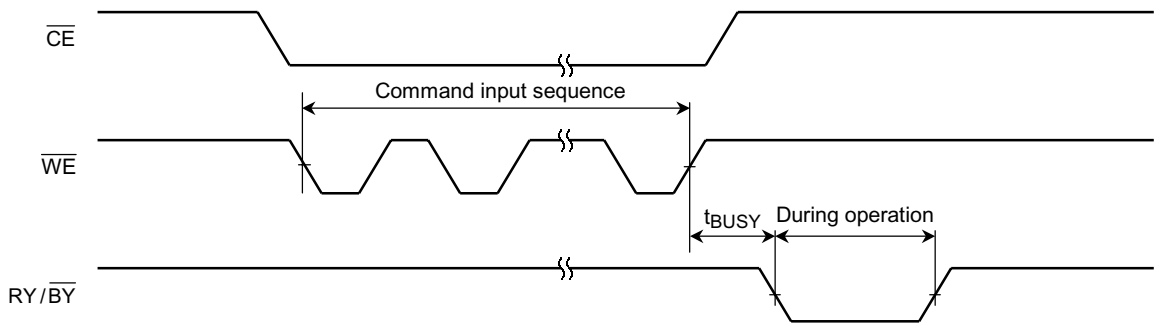 CE
Command input sequence
WE
tBUSY
During operation
RY/BY